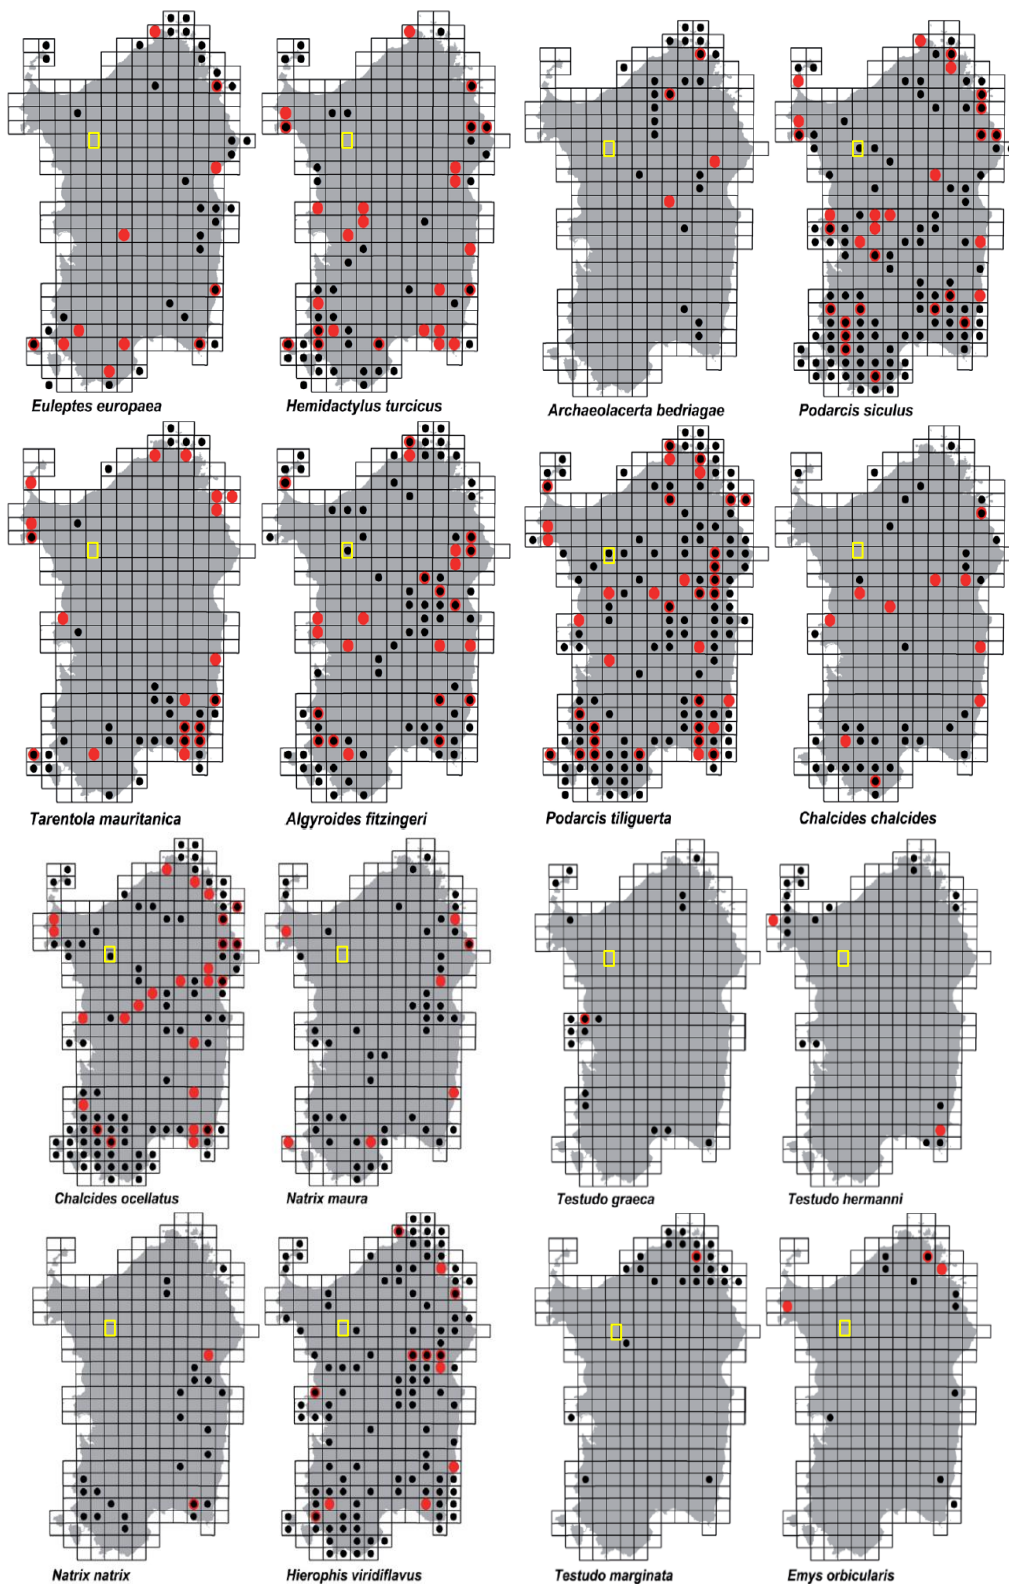 Euleptes europaea
Hemidactylus turcicus
Archaeolacerta bedriagae
Podarcis siculus
Tarentola mauritanica
Algyroides fitzingeri
Podarcis tiliguerta
Chalcides chalcides
Chalcides ocellatus
Natrix maura
Testudo graeca
Testudo hermanni
Natrix natrix
Hierophis viridiflavus
Testudo marginata
Emys orbicularis